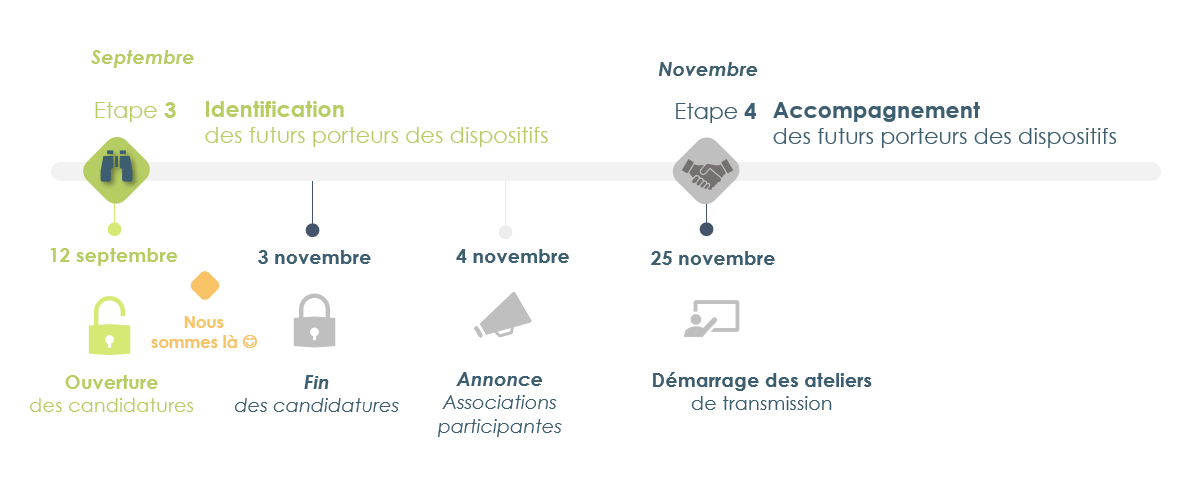 Septembre
Etape 3
Identification
des futurs porteurs des dispositifs
Novembre
Etape 4
Accompagnement
des futurs porteurs des dispositifs
12 septembre
Ouverture
des candidatures
Nous
sommes là 😊
3 novembre
Fin
des candidatures
4 novembre
Annonce
Associations
participantes
25 novembre
Démarrage des ateliers
de transmission